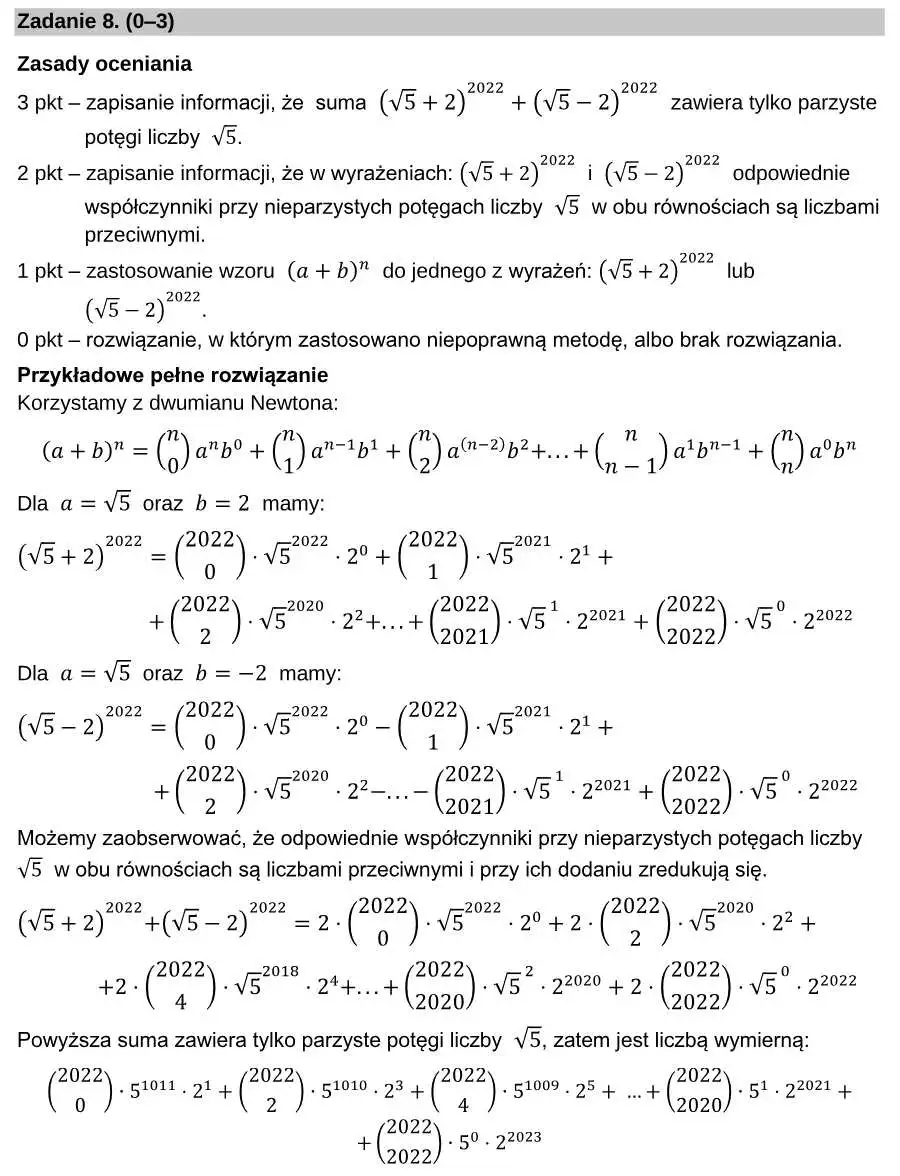 Zadanie 8. (0–3)
Zasady oceniania
3 pkt – zapisanie informacji, że suma (√5 + 2)^2022 + (√5 − 2)^2022 zawiera tylko parzyste
potęgi liczby √5.
2 pkt – zapisanie informacji, że w wyrażeniach: (√5 + 2)^2022 i (√5 − 2)^2022 odpowiednie
współczynniki przy nieparzystych potęgach liczby √5 w obu równościach są liczbami
przeciwnymi.
1 pkt – zastosowanie wzoru (a + b)^n do jednego z wyrażeń: (√5 + 2)^2022 lub
(√5 − 2)^2022.
0 pkt – rozwiązanie, w którym zastosowano niepoprawną metodę, albo brak rozwiązania.
Przykładowe pełne rozwiązanie
Korzystamy z dwumianu Newtona:
(a + b)^n = (n 0) a^n b^0 + (n 1) a^(n−1) b^1 + (n 2) a^(n−2) b^2 +…+ (n n − 1) a^1 b^(n−1) + (n n) a^0 b^n
Dla a = √5 oraz b = 2 mamy:
(√5 + 2)^2022 = (2022 0) · √5^2022 · 2^0 + (2022 1) · √5^2021 · 2^1 +
+ (2022 2) · √5^2020 · 2^2 +…+ (2022 2021) · √5^1 · 2^2021 + (2022 2022) · √5^0 · 2^2022
Dla a = √5 oraz b = −2 mamy:
(√5 − 2)^2022 = (2022 0) · √5^2022 · 2^0 − (2022 1) · √5^2021 · 2^1 +
+ (2022 2) · √5^2020 · 2^2 −…− (2022 2021) · √5^1 · 2^2021 + (2022 2022) · √5^0 · 2^2022
Możemy zaobserwować, że odpowiednie współczynniki przy nieparzystych potęgach liczby
√5 w obu równościach są liczbami przeciwnymi i przy ich dodaniu zredukują się.
(√5 + 2)^2022 + (√5 − 2)^2022 = 2 · (2022 0) · √5^2022 · 2^0 + 2 · (2022 2) · √5^2020 · 2^2 +
+2 · (2022 4) · √5^2018 · 2^4 +…+ (2022 2020) · √5^2 · 2^2020 + 2 · (2022 2022) · √5^0 · 2^2022
Powyższa suma zawiera tylko parzyste potęgi liczby √5, zatem jest liczbą wymierną:
(2022 0) · 5^1011 · 2^1 + (2022 2) · 5^1010 · 2^3 + (2022 4) · 5^1009 · 2^5 + …+ (2022 2020) · 5^1 · 2^2021 +
+ (2022 2022) · 5^0 · 2^2023